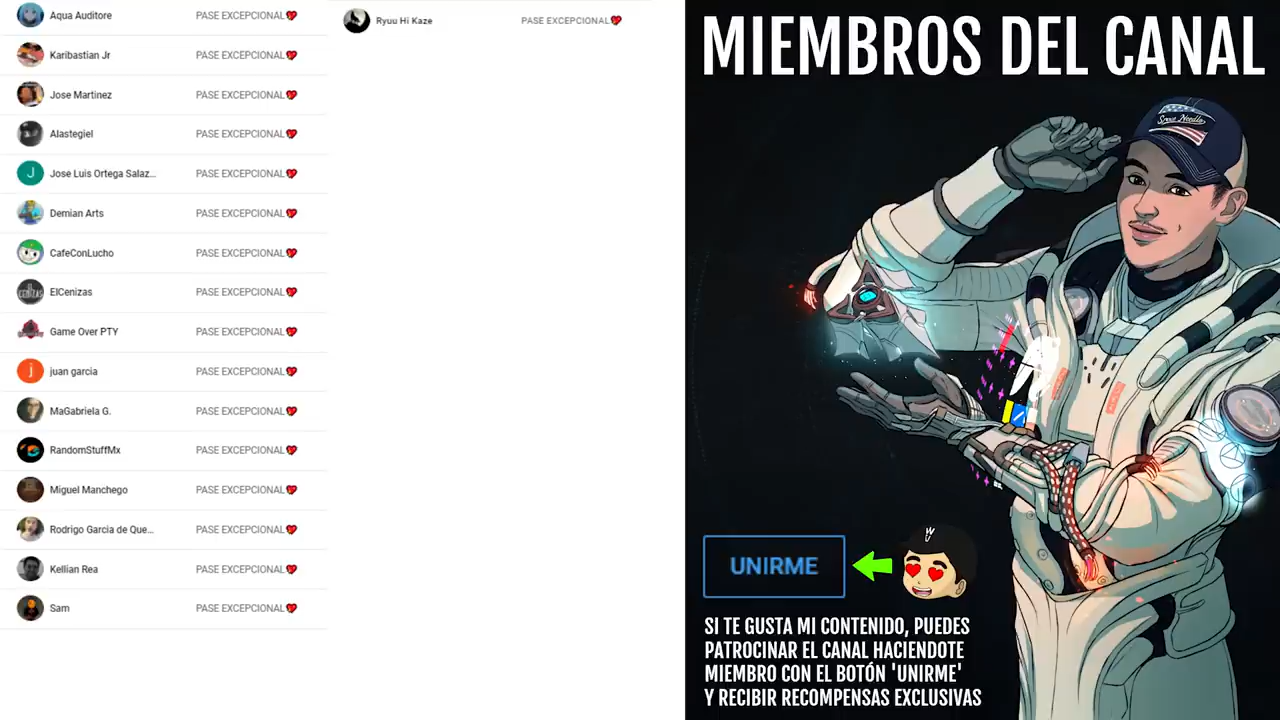 Aqua Auditore PASE EXCEPCIONAL
Karibastian Jr PASE EXCEPCIONAL
Jose Martinez PASE EXCEPCIONAL
Alastegiel PASE EXCEPCIONAL
J Jose Luis Ortega Salaz... PASE EXCEPCIONAL
Demian Arts PASE EXCEPCIONAL
CafeConLucho PASE EXCEPCIONAL
ElCenizas PASE EXCEPCIONAL
Game Over PTY PASE EXCEPCIONAL
j juan garcia PASE EXCEPCIONAL
MaGabriela G. PASE EXCEPCIONAL
RandomStuffMx PASE EXCEPCIONAL
Miguel Manchego PASE EXCEPCIONAL
Rodrigo Garcia de Que... PASE EXCEPCIONAL
Kellian Rea PASE EXCEPCIONAL
Sam PASE EXCEPCIONAL
Ryuu Hi Kaze PASE EXCEPCIONAL
MIEMBROS DEL CANAL
Space Needle
UNIRME
SI TE GUSTA MI CONTENIDO, PUEDES
PATROCINAR EL CANAL HACIENDOTE
MIEMBRO CON EL BOTÓN 'UNIRME'
Y RECIBIR RECOMPENSAS EXCLUSIVAS